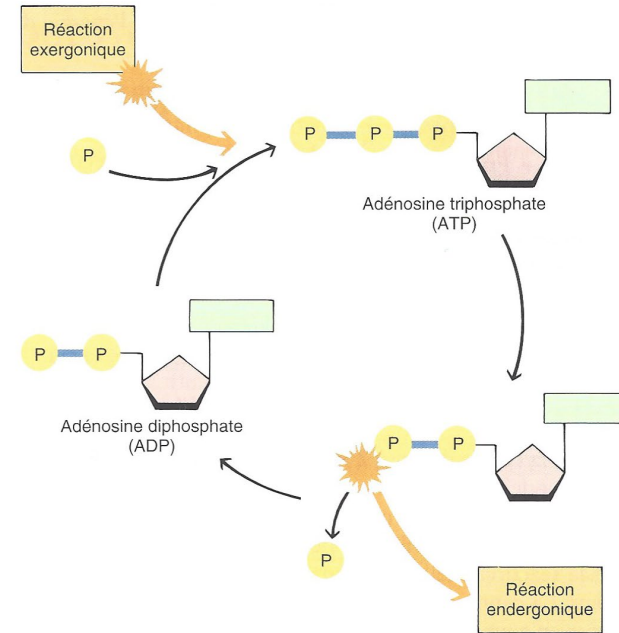 Réaction
exergonique
P
P P P
Adénosine triphosphate
(ATP)
P P
Adénosine diphosphate
(ADP)
P P
P
Réaction
endergonique